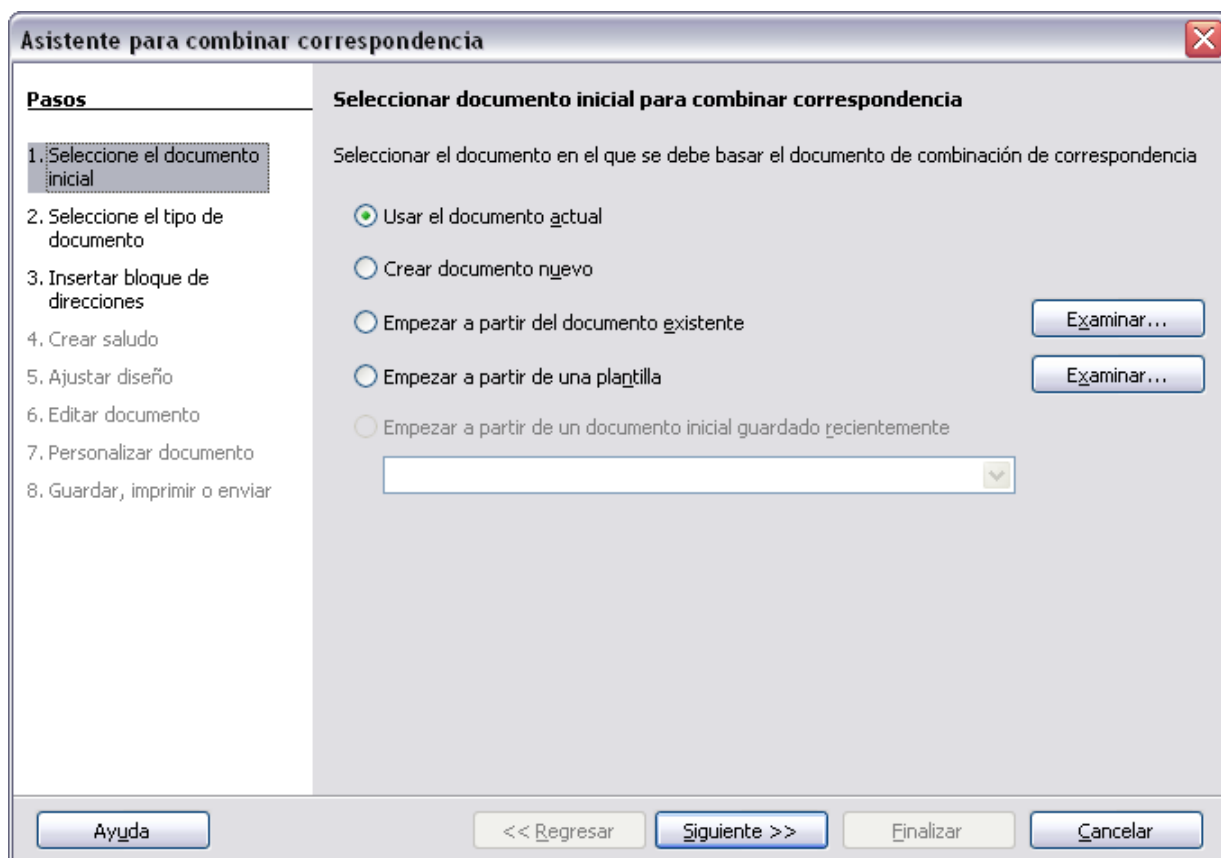 Asistente para combinar correspondencia
Pasos
1. Seleccione el documento
inicial
2. Seleccione el tipo de
documento
3. Insertar bloque de
direcciones
4. Crear saludo
5. Ajustar diseño
6. Editar documento
7. Personalizar documento
8. Guardar, imprimir o enviar
Seleccionar documento inicial para combinar correspondencia
Seleccionar el documento en el que se debe basar el documento de combinación de correspondencia
Usar el documento actual
Crear documento nuevo
Empezar a partir del documento existente
Examinar...
Empezar a partir de una plantilla
Examinar...
Empezar a partir de un documento inicial guardado recientemente
Ayuda
<< Regresar
Siguiente >>
Finalizar
Cancelar